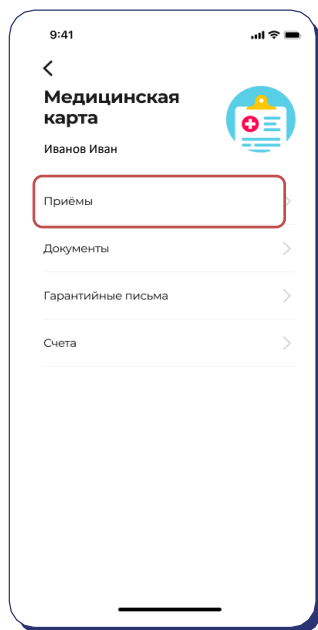 9:41
Медицинская
карта
Иванов Иван
Приёмы
Документы
Гарантийные письма
Счета